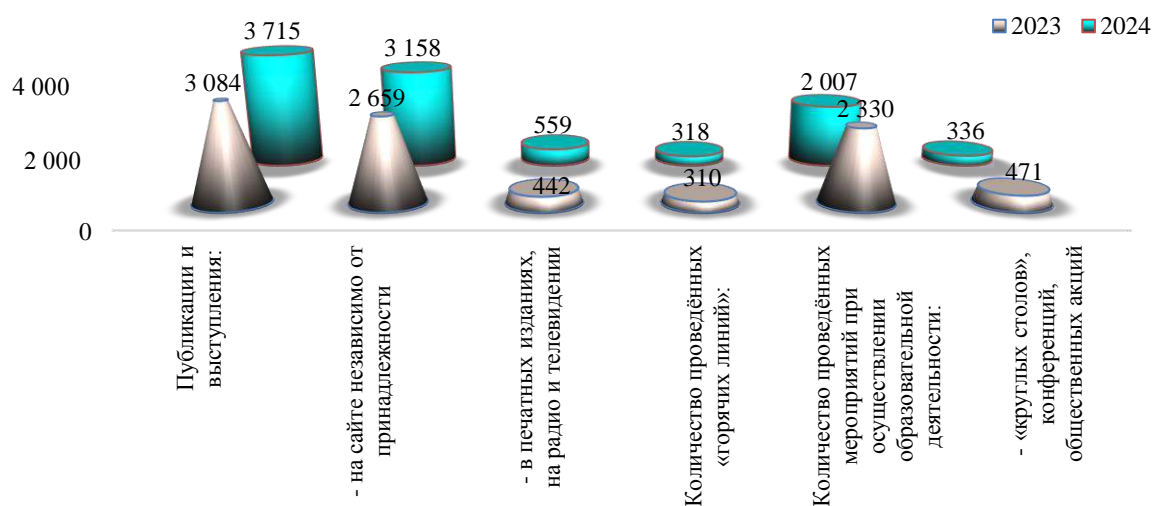 2023 2024
3 715
3 158
3 084
2 659
2 007
2 330
559
318
336
442
310
471
4 000
2 000
0
Публикации и
выступления:
- на сайте независимо от
принадлежности
- в печатных изданиях,
на радио и телевидении
Количество проведённых
«горячих линий»:
Количество проведённых
мероприятий при
осуществлении
образовательной
деятельности:
- «круглых столов»,
конференций,
общественных акций